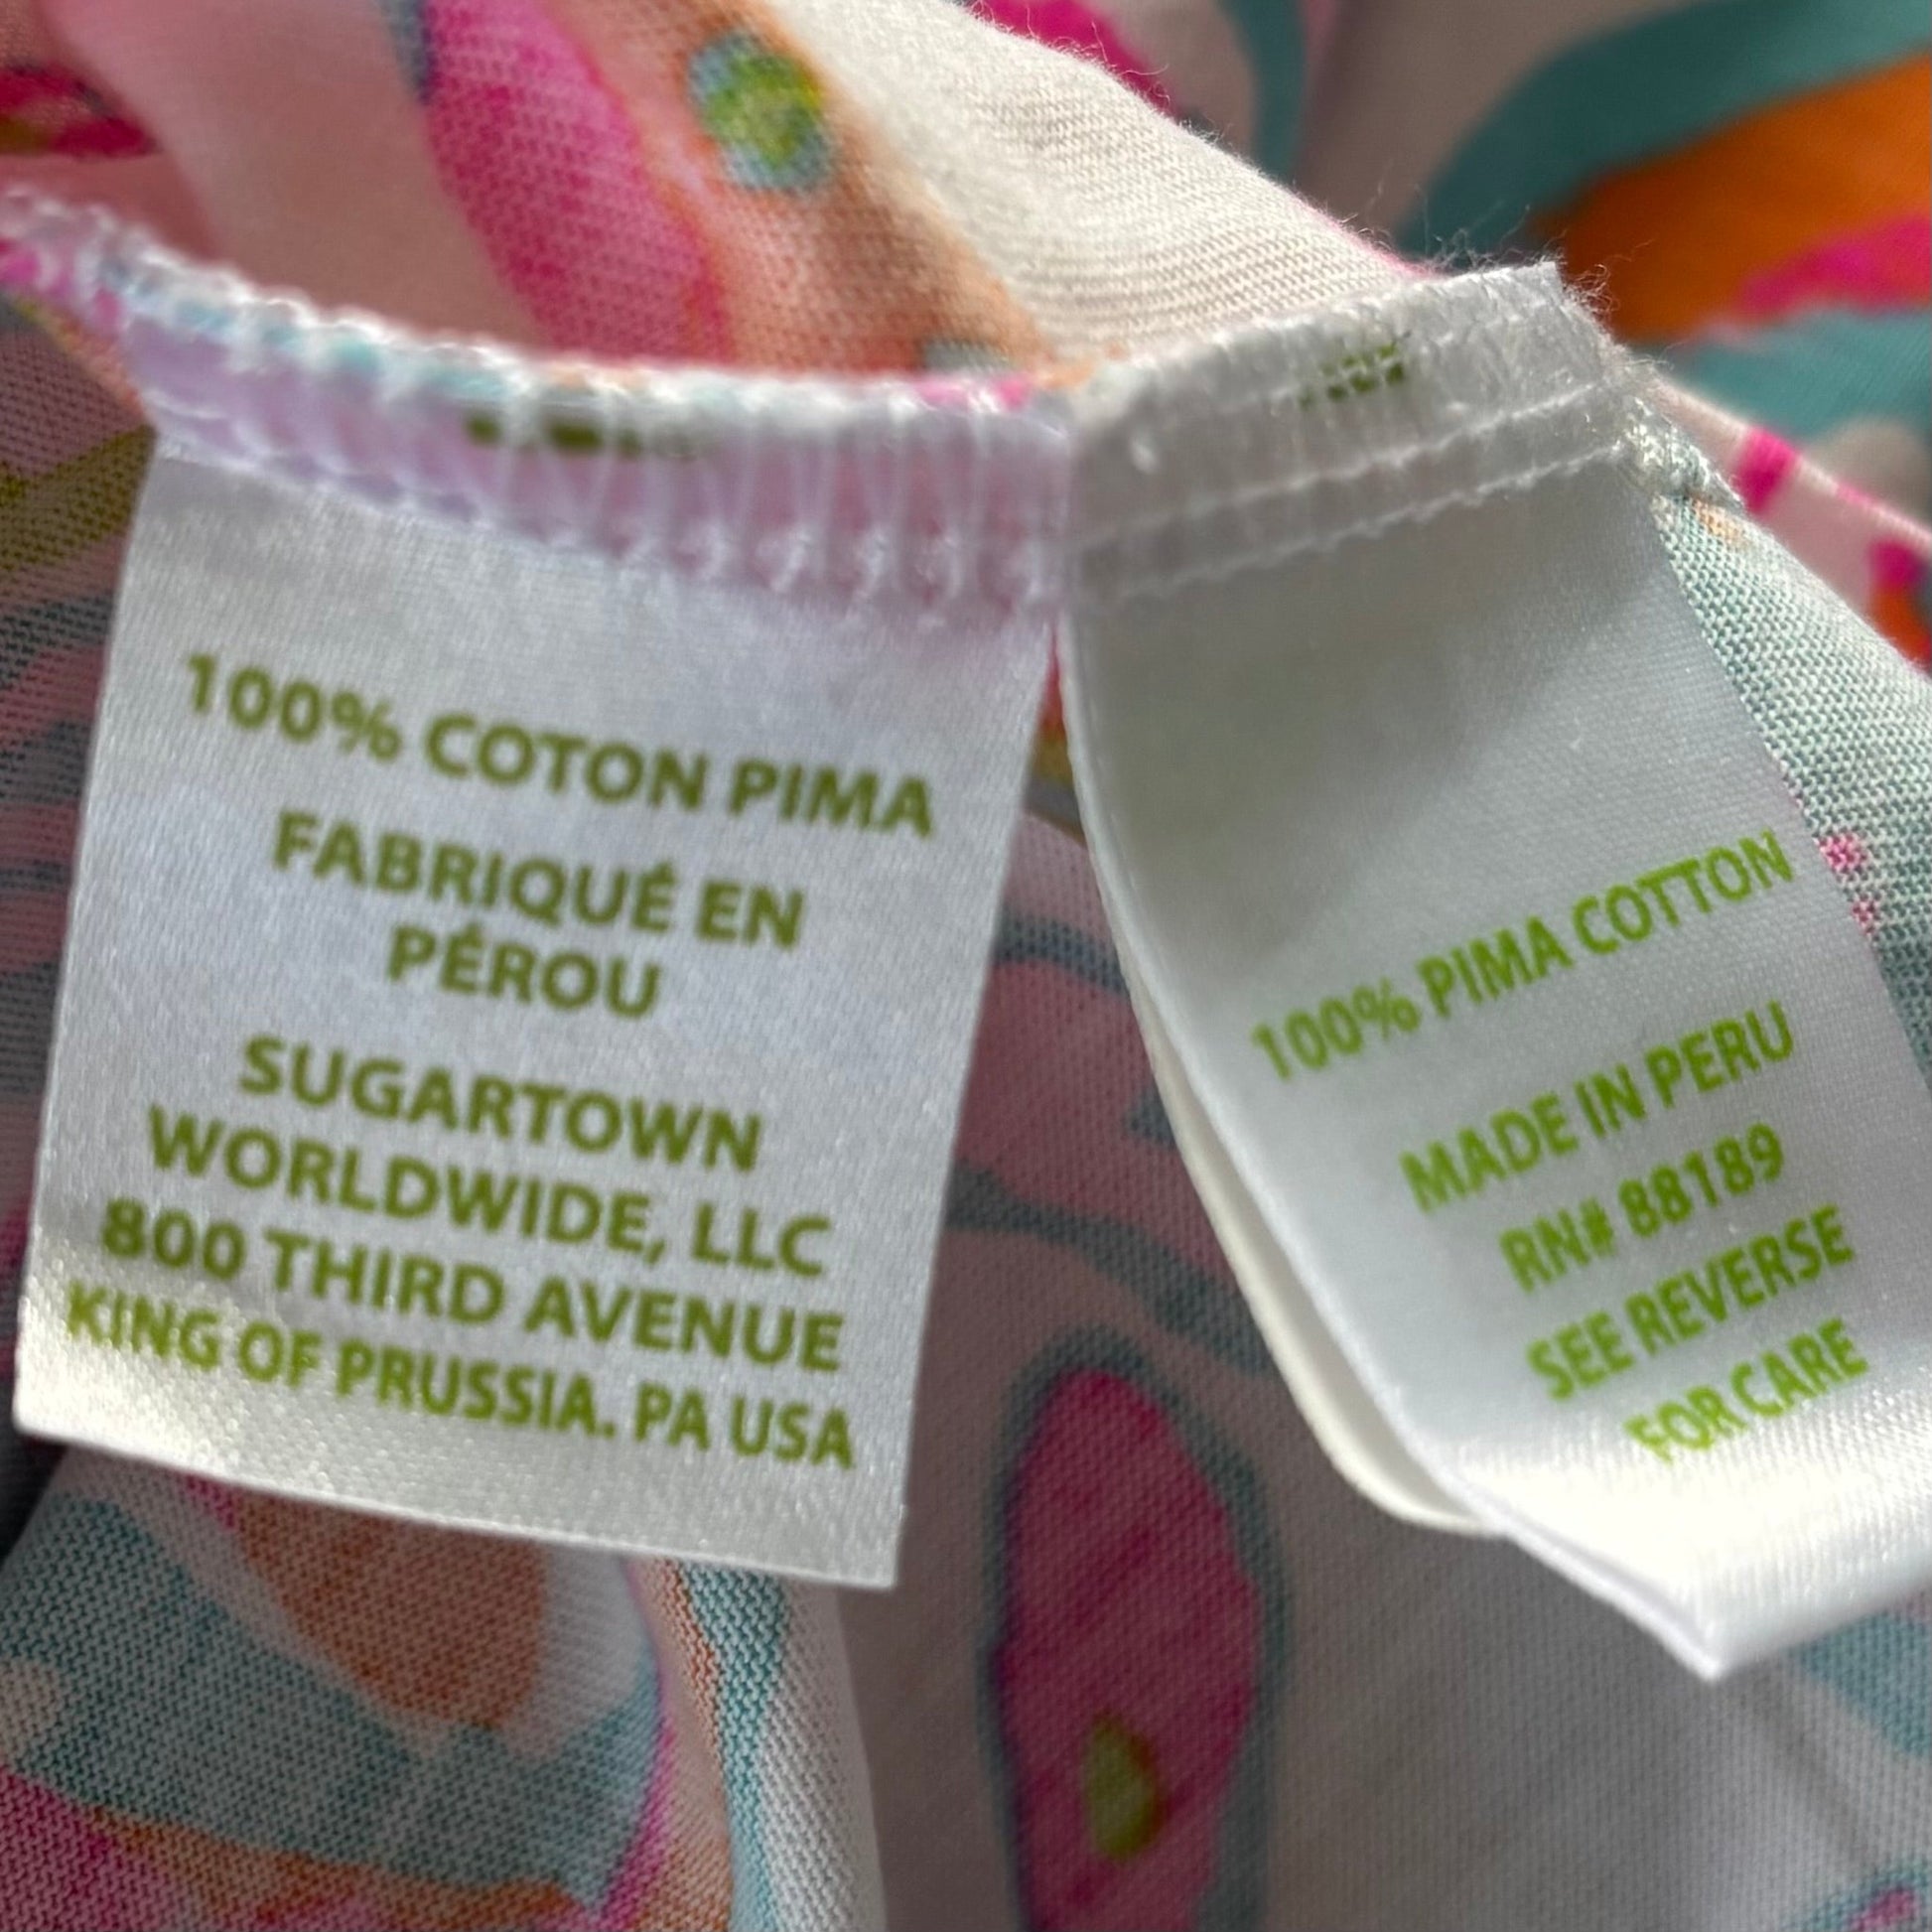 100% COTON PIMA
FABRIQUÉ EN
PÉROU
SUGARTOWN
WORLDWIDE, LLC
800 THIRD AVENUE
KING OF PRUSSIA. PA USA
100% PIMA COTTON
MADE IN PERU
RN# 88189
SEE REVERSE
FOR CARE